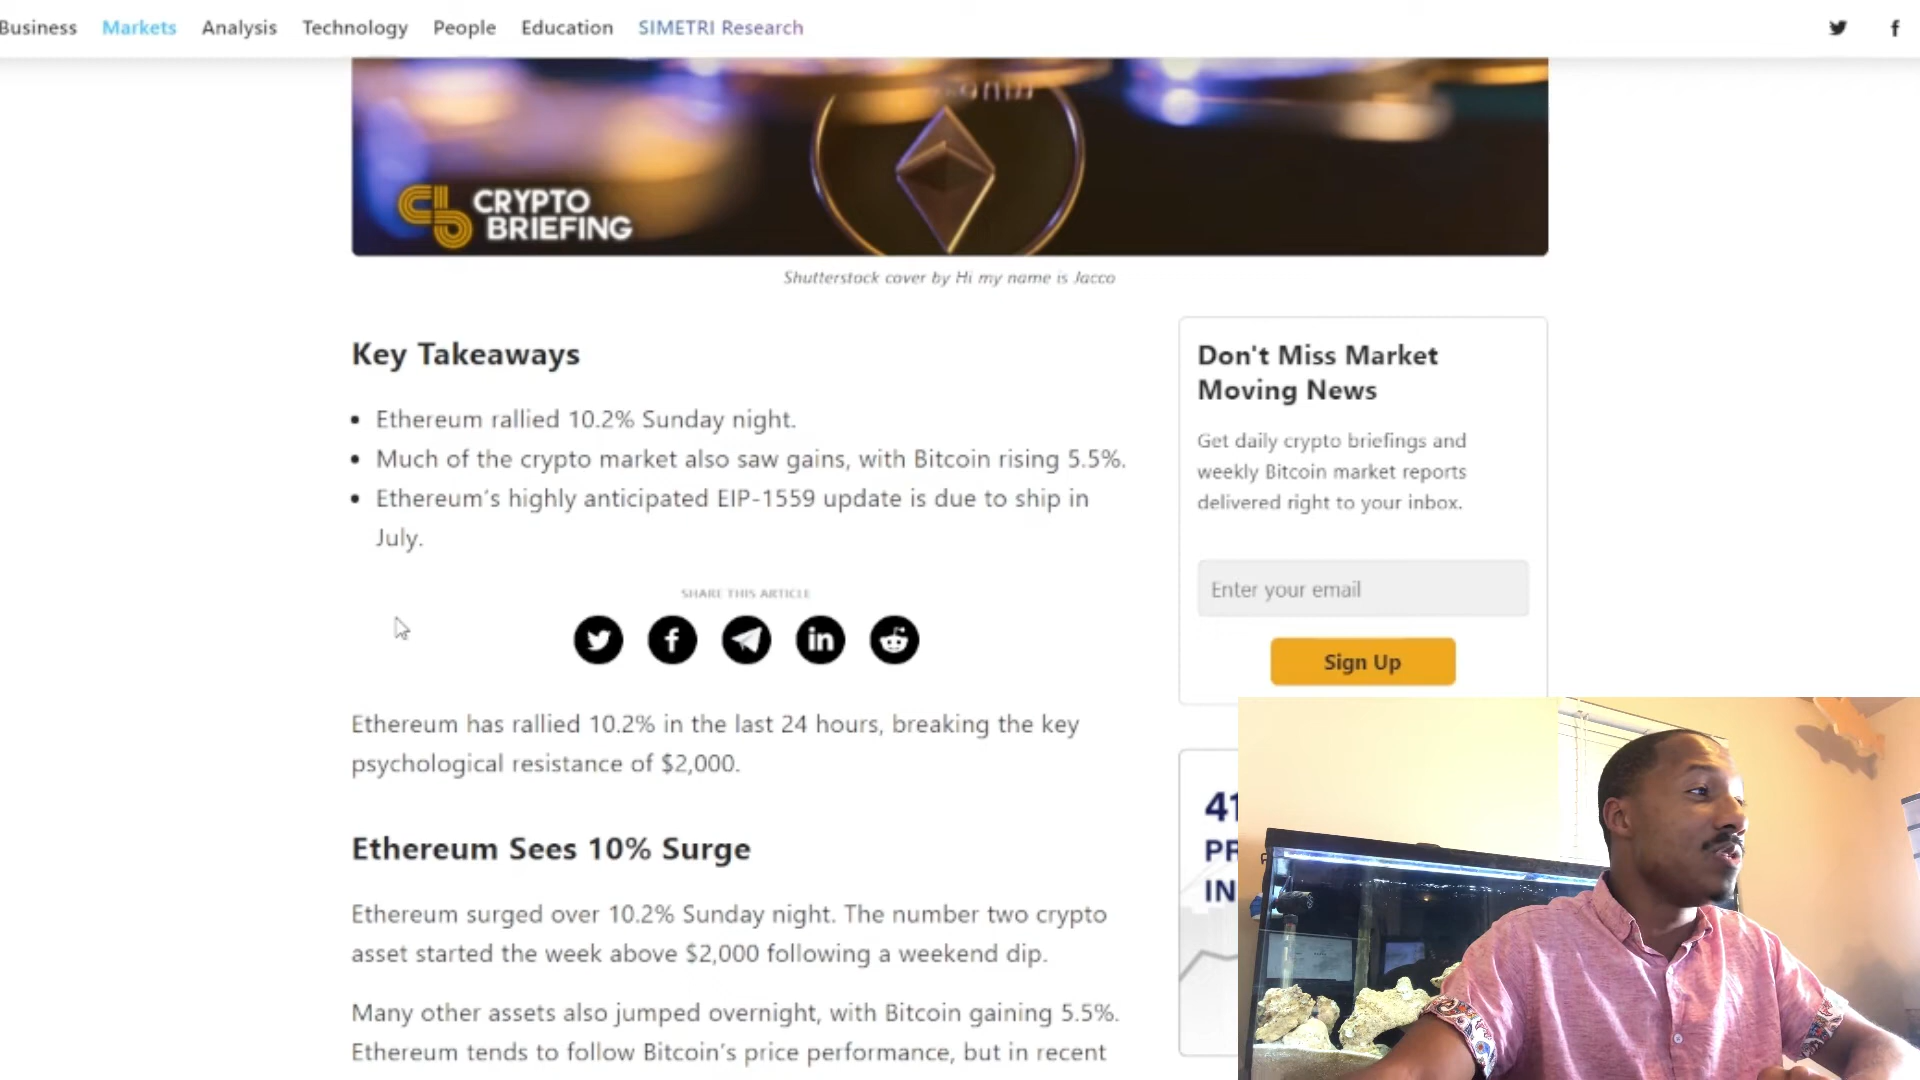 Business Markets Analysis Technology People Education SIMETRI Research
CRYPTO
BRIEFING
Shutterstock cover by Hi my name is Jacco
Key Takeaways
Ethereum rallied 10.2% Sunday night.
Much of the crypto market also saw gains, with Bitcoin rising 5.5%.
Ethereum's highly anticipated EIP-1559 update is due to ship in
July.
SHARE THIS ARTICLE
Ethereum has rallied 10.2% in the last 24 hours, breaking the key
psychological resistance of $2,000.
Ethereum Sees 10% Surge
Ethereum surged over 10.2% Sunday night. The number two crypto
asset started the week above $2,000 following a weekend dip.
Many other assets also jumped overnight, with Bitcoin gaining 5.5%.
Ethereum tends to follow Bitcoin's price performance, but in recent
Don't Miss Market
Moving News
Get daily crypto briefings and
weekly Bitcoin market reports
delivered right to your inbox.
Enter your email
Sign Up
41
PR
IN